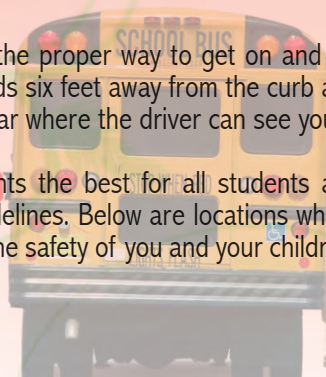 SCHOOL BUS
the proper way to get on and
ds six feet away from the curb a
ar where the driver can see you
nts the best for all students a
delines. Below are locations wh
he safety of you and your childr